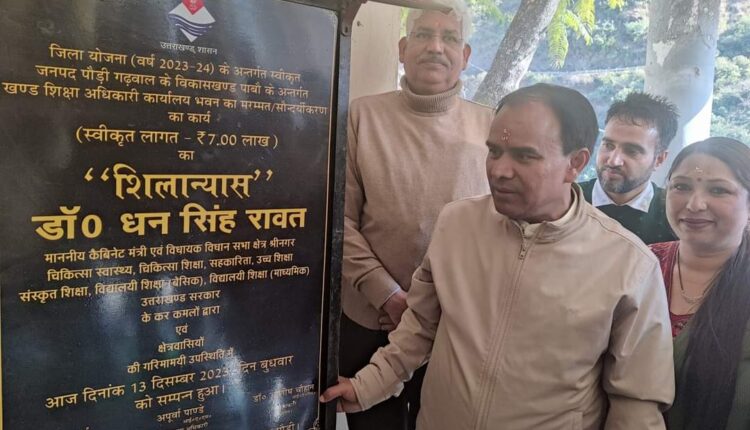 उत्तराखण्ड शासन
जिला योजना (वर्ष 2023-24) के अन्तर्गत स्वीकृत
जनपद पौड़ी गढ़वाल के विकासखण्ड पाबौ के अन्तर्गत
खण्ड शिक्षा अधिकारी कार्यालय भवन का मरम्मत/सौन्दर्यीकरण
का कार्य
(स्वीकृत लागत - ₹7.00 लाख )
का
“शिलान्यास”
डॉ0 धन सिंह रावत
माननीय कैबिनेट मंत्री एवं विधायक विधान सभा क्षेत्र श्रीनगर
चिकित्सा स्वास्थ्य, चिकित्सा शिक्षा, सहकारिता, उच्च शिक्षा
संस्कृत शिक्षा, विद्यालयी शिक्षा (बेसिक), विद्यालयी शिक्षा (माध्यमिक)
उत्तराखण्ड सरकार
के कर कमलों द्वारा
एवं
क्षेत्रवासियों
की गरिमामयी उपस्थिति में
आज दिनांक 13 दिसम्बर 2023 दिन बुधवार
को सम्पन्न हुआ।
अपूर्वा पाण्डे
चौहान